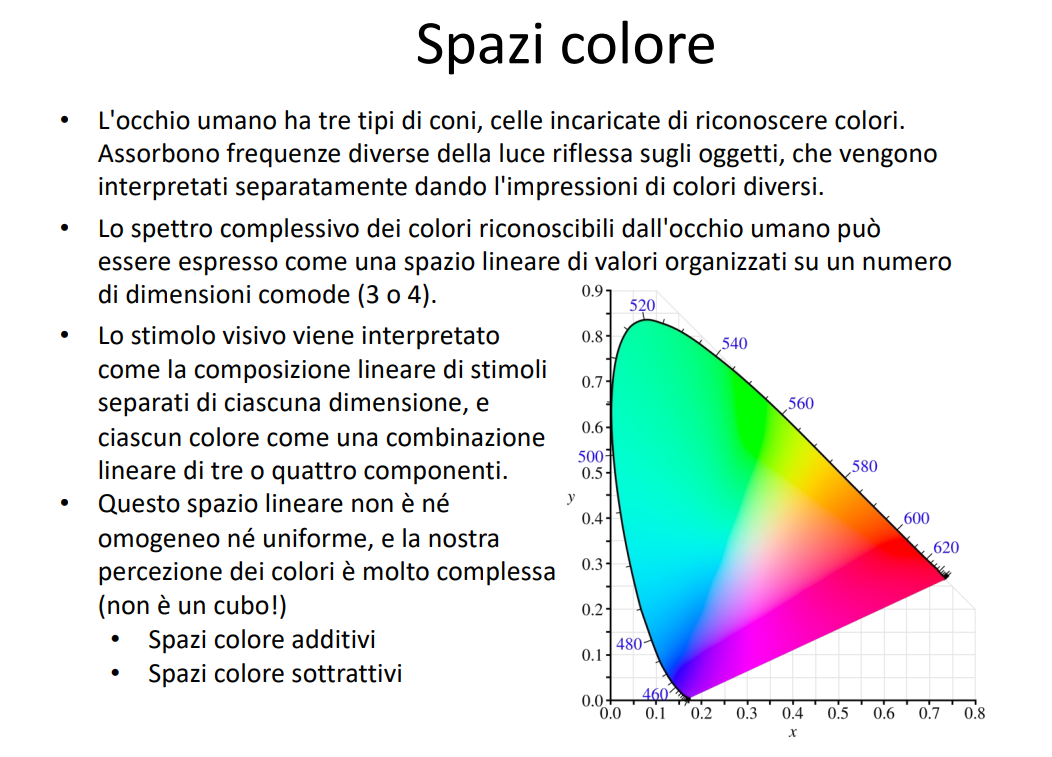 Spazi colore
• L'occhio umano ha tre tipi di coni, celle incaricate di riconoscere colori.
Assorbono frequenze diverse della luce riflessa sugli oggetti, che vengono
interpretati separatamente dando l'impressioni di colori diversi.
• Lo spettro complessivo dei colori riconoscibili dall'occhio umano può
essere espresso come una spazio lineare di valori organizzati su un numero
di dimensioni comode (3 o 4).
• Lo stimolo visivo viene interpretato
come la composizione lineare di stimoli
separati di ciascuna dimensione, e
ciascun colore come una combinazione
lineare di tre o quattro componenti.
• Questo spazio lineare non è né
omogeneo né uniforme, e la nostra
percezione dei colori è molto complessa
(non è un cubo!)
• Spazi colore additivi
• Spazi colore sottrattivi
0.9
520
0.8
540
0.7
560
0.6
500
580
0.5
y
0.4
600
620
0.3
0.2
480
0.1
460
0.0
0.0 0.1 0.2 0.3 0.4 0.5 0.6 0.7 0.8
x